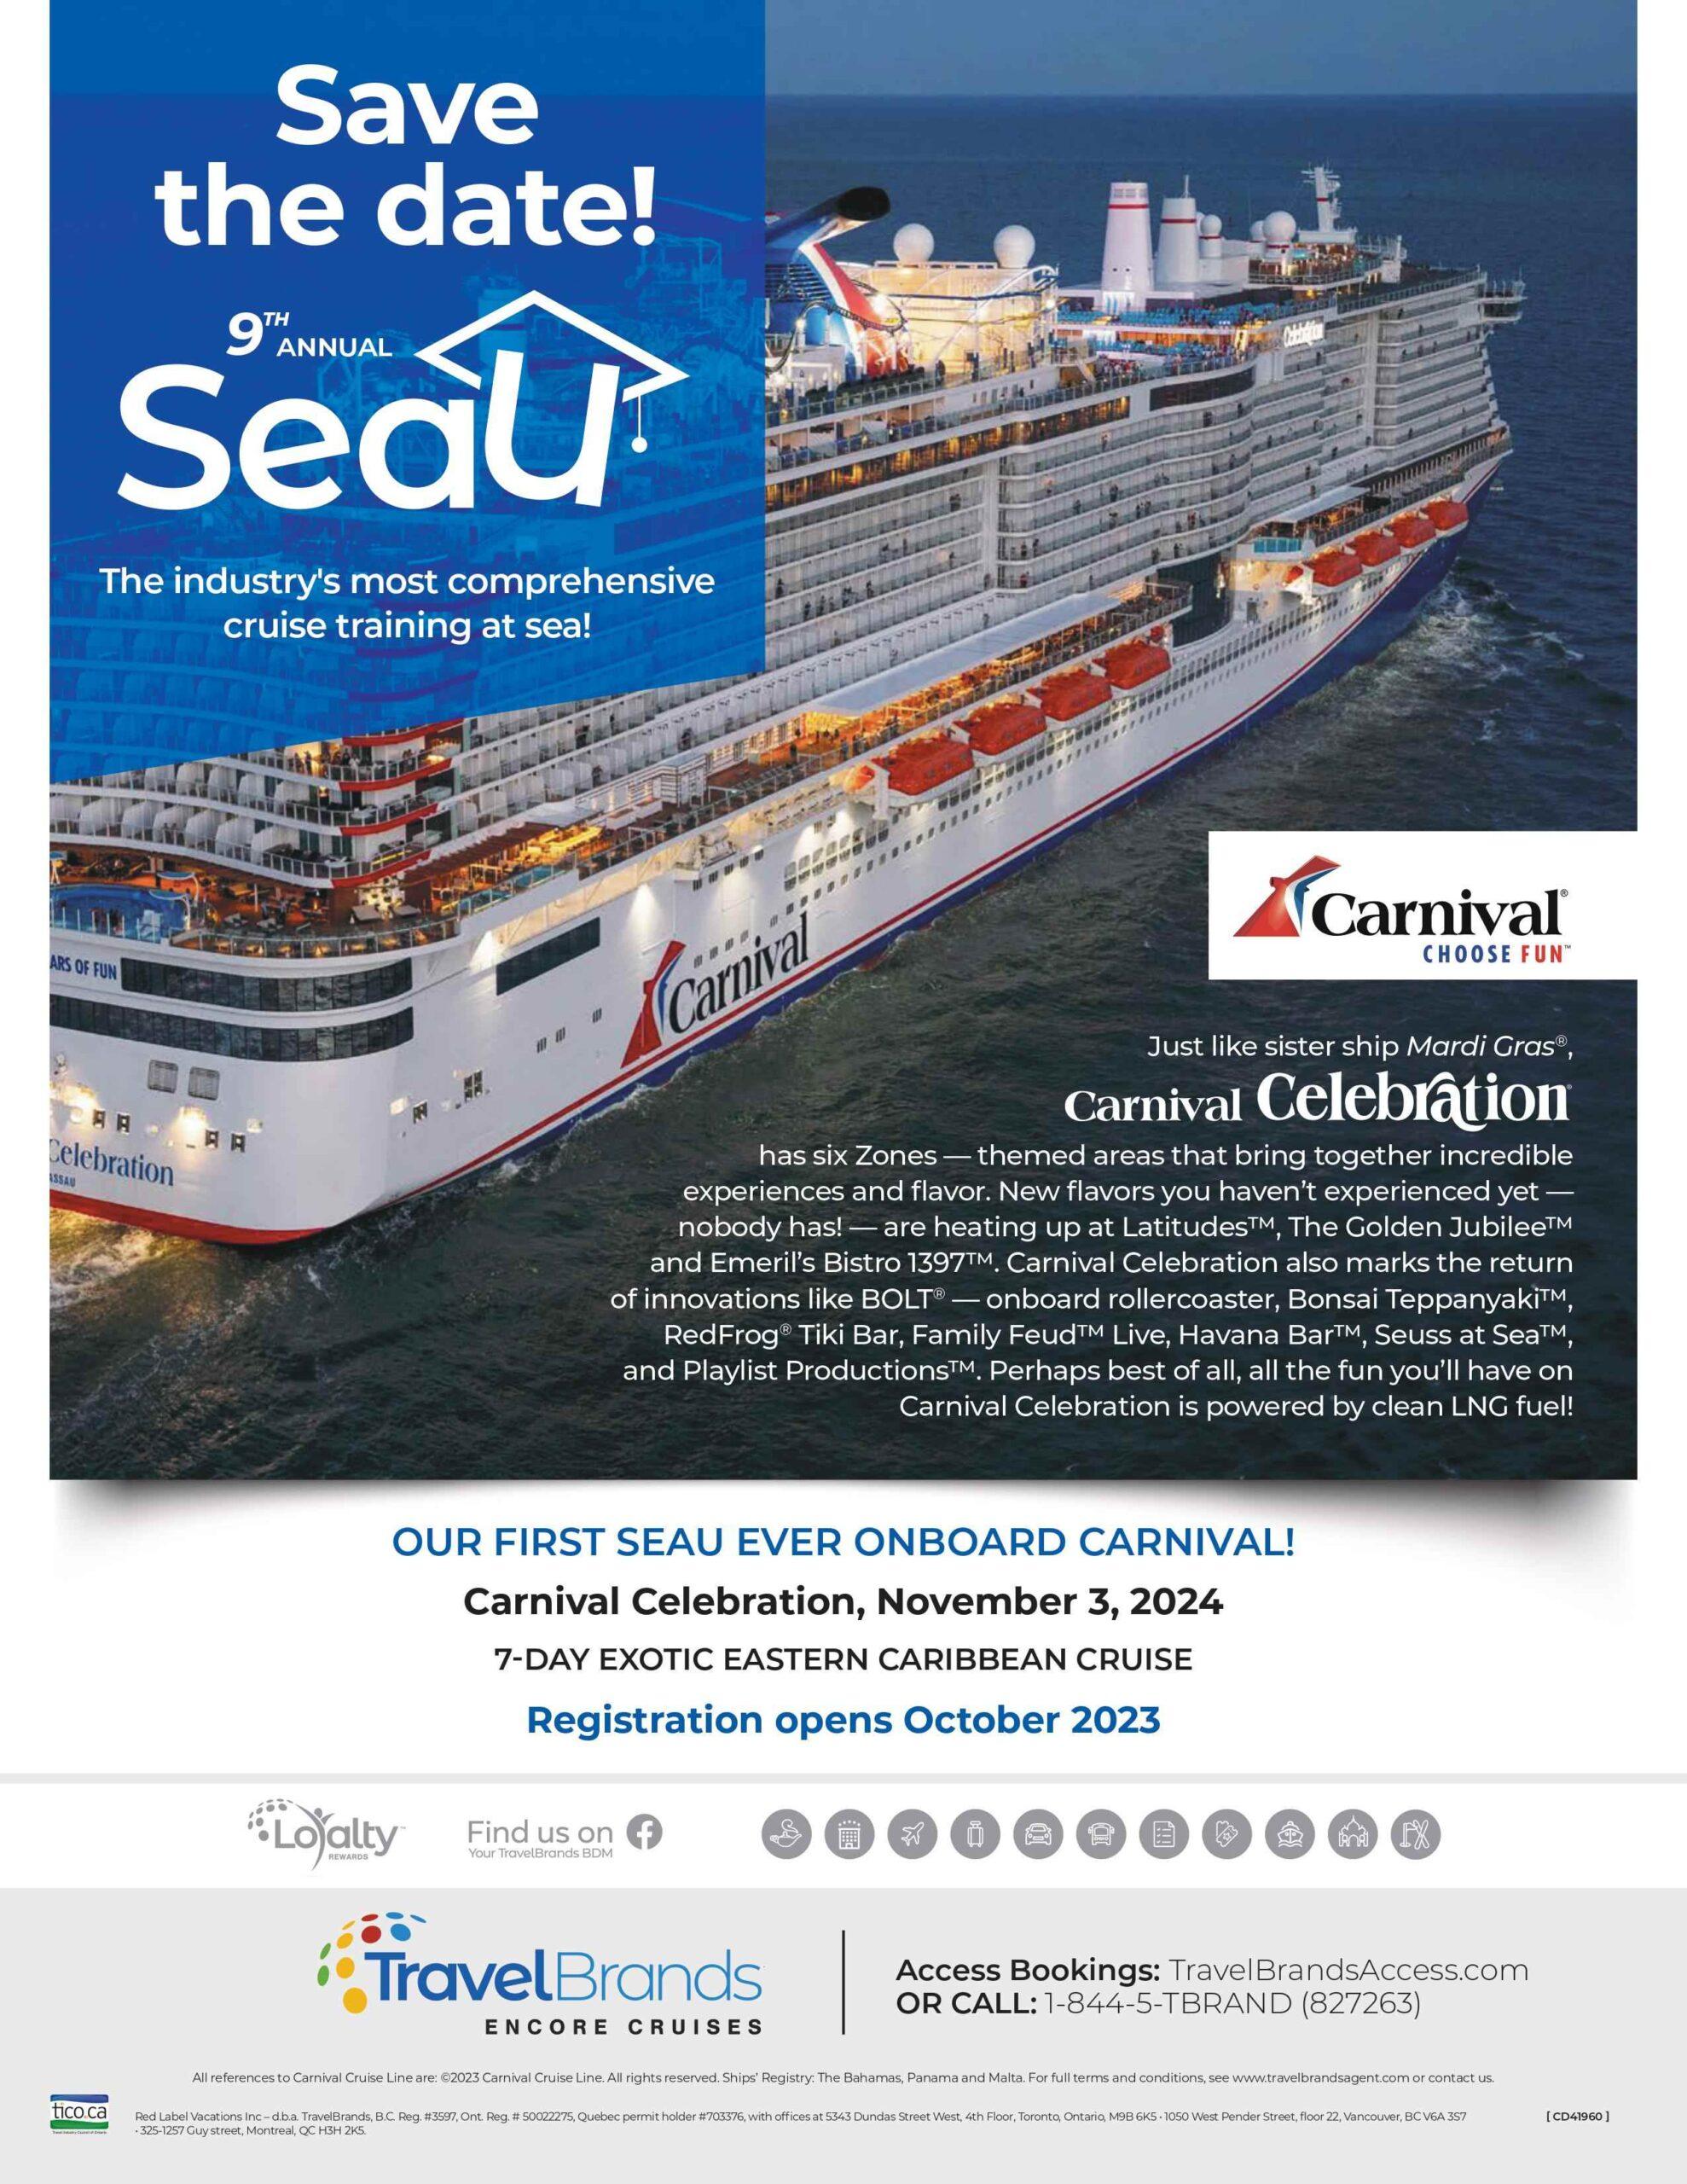 Save
the date!
9TH
ANNUAL
SeaU
The industry's most comprehensive
cruise training at sea!
Celebration
ARS OF FUN
Carnival
Celebration
SSAU
Carnival®
CHOOSE FUN™
Just like sister ship Mardi Gras®,
Carnival Celebration
has six Zones — themed areas that bring together incredible
experiences and flavor. New flavors you haven’t experienced yet —
nobody has! — are heating up at Latitudes™, The Golden Jubilee™
and Emeril’s Bistro 1397™. Carnival Celebration also marks the return
of innovations like BOLT® — onboard rollercoaster, Bonsai Teppanyaki™,
RedFrog® Tiki Bar, Family Feud™ Live, Havana Bar™, Seuss at Sea™,
and Playlist Productions™. Perhaps best of all, all the fun you’ll have on
Carnival Celebration is powered by clean LNG fuel!
OUR FIRST SEAU EVER ONBOARD CARNIVAL!
Carnival Celebration, November 3, 2024
7-DAY EXOTIC EASTERN CARIBBEAN CRUISE
Registration opens October 2023
Loyalty™
REWARDS
Find us on
Your TravelBrands BDM
TravelBrands
ENCORE CRUISES
Access Bookings: TravelBrandsAccess.com
OR CALL: 1-844-5-TBRAND (827263)
All references to Carnival Cruise Line are: ©2023 Carnival Cruise Line. All rights reserved. Ships’ Registry: The Bahamas, Panama and Malta. For full terms and conditions, see www.travelbrandsagent.com or contact us.
tico.ca
Red Label Vacations Inc – d.b.a. TravelBrands, B.C. Reg. #3597, Ont. Reg. # 50022275, Quebec permit holder #703376, with offices at 5343 Dundas Street West, 4th Floor, Toronto, Ontario, M9B 6K5 • 1050 West Pender Street, floor 22, Vancouver, BC V6A 3S7
• 325-1257 Guy street, Montreal, QC H3H 2K5.
[ CD41960 ]